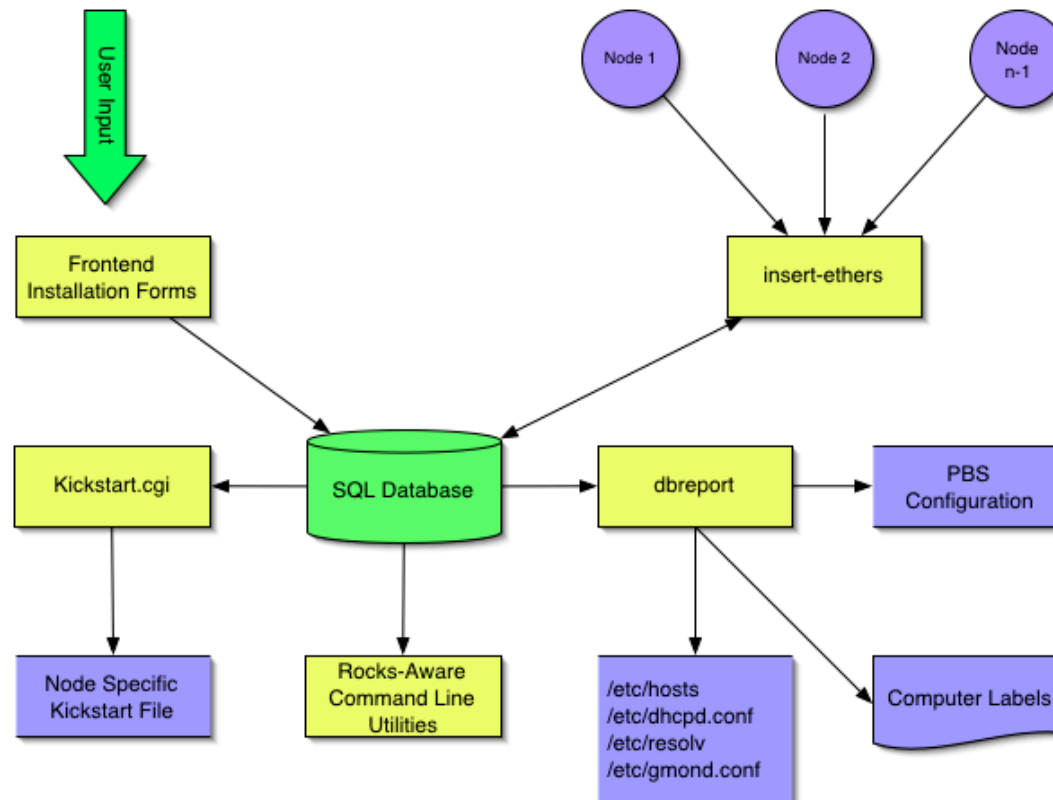 User Input
Node 1
Node 2
Node
n-1
Frontend
Installation Forms
insert-ethers
Kickstart.cgi
SQL Database
dbreport
PBS
Configuration
Node Specific
Kickstart File
Rocks-Aware
Command Line
Utilities
/etc/hosts
/etc/dhcpd.conf
/etc/resolv
/etc/gmond.conf
Computer Labels